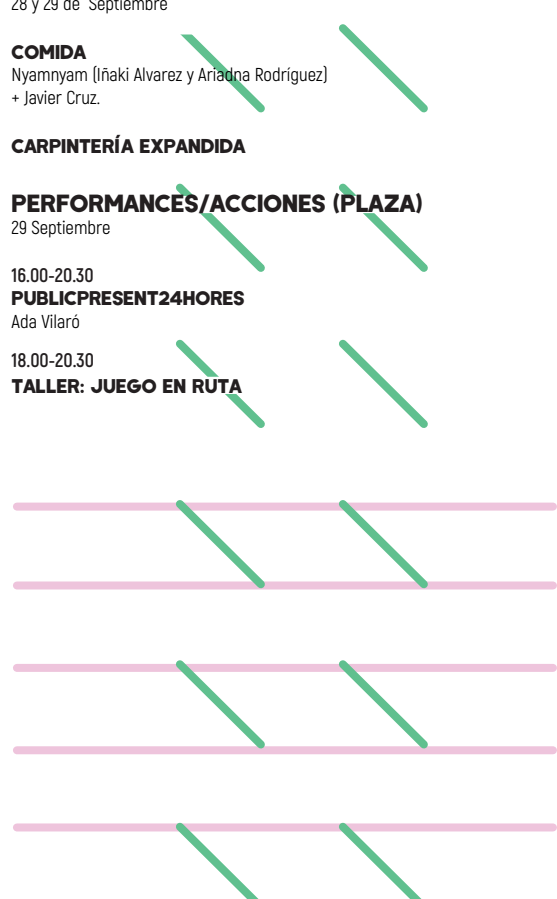 28 y 29 de Septiembre
COMIDA
Nyamnyam (Iñaki Alvarez y Ariadna Rodríguez)
+ Javier Cruz.
CARPINTERÍA EXPANDIDA
PERFORMANCES/ACCIONES (PLAZA)
29 Septiembre
16.00-20.30
PUBLICPRESENT24HORES
Ada Vilaró
18.00-20.30
TALLER: JUEGO EN RUTA